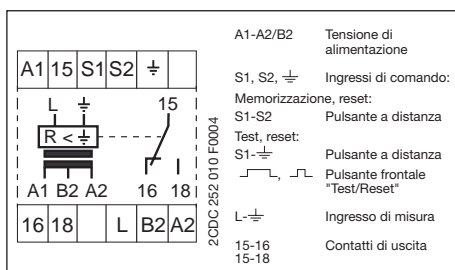 A1 15 S1 S2 ⏚
L ⏚ 15
R < ⏚
A1 B2 A2 16 18
16 18 L B2 A2
2CDC 252 010 F0004
A1-A2/B2 Tensione di
alimentazione
S1, S2, ⏚ Ingressi di comando:
Memorizzazione, reset:
S1-S2 Pulsante a distanza
Test, reset:
S1-⏚ Pulsante a distanza
, Pulsante frontale
"Test/Reset"
L-⏚ Ingresso di misura
15-16 Contatti di uscita
15-18